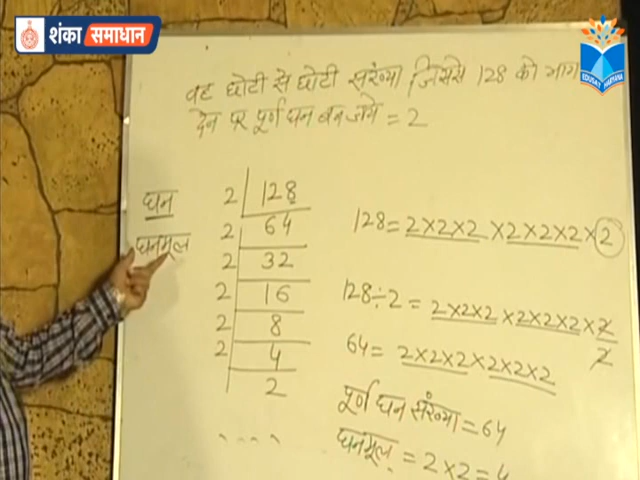 शंका समाधान
EDUSAT HARYANA
वह छोटी से छोटी संख्या जिससे 128 को भाग
देने पर पूर्ण घन बन जाये = 2
घन
घनमूल
2 128
2 64
2 32
2 16
2 8
2 4
2
....
128 = 2×2×2 ×2×2×2×2
128÷2 = 2×2×2 ×2×2×2×2
2
64 = 2×2×2×2×2×2
पूर्ण घन संख्या = 64
घनमूल = 2×2=4